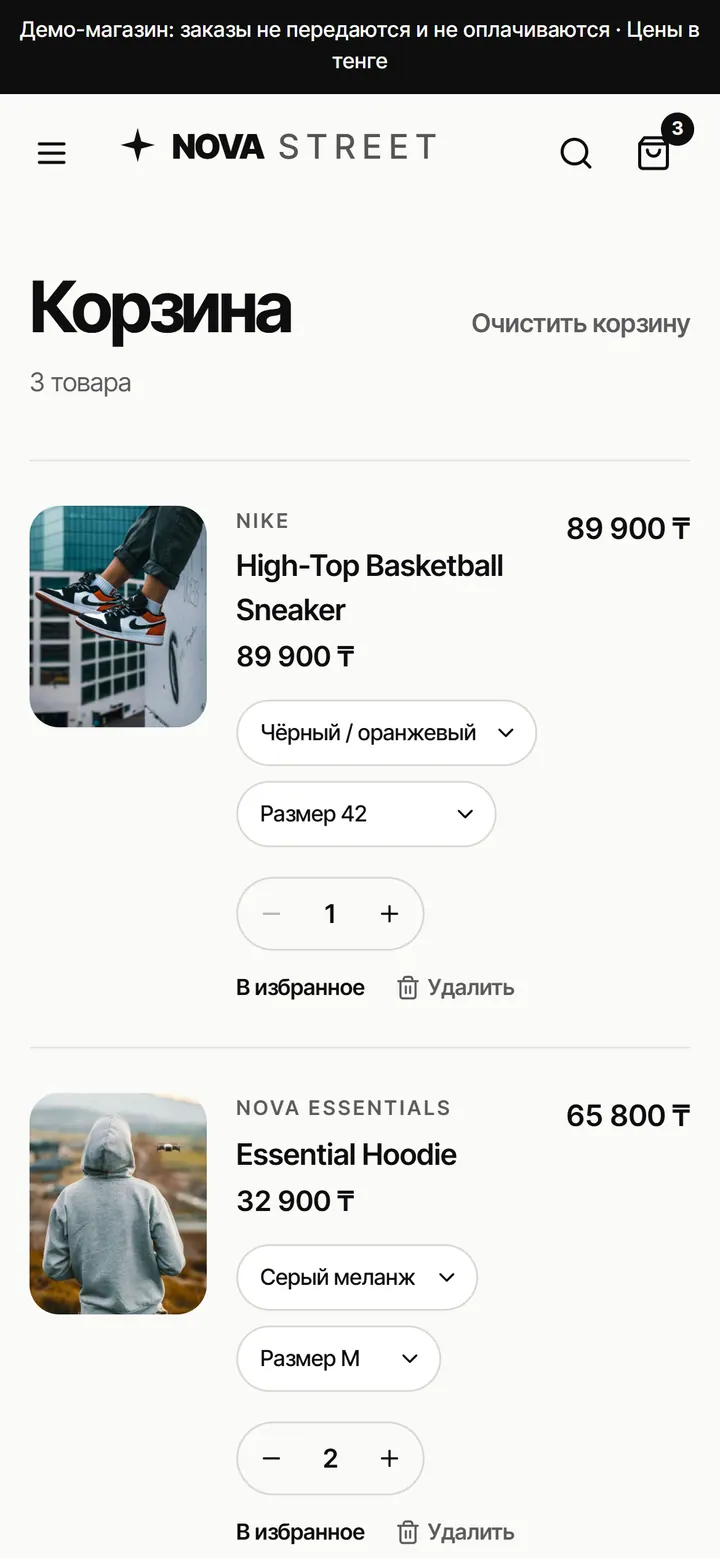 Демо-магазин: заказы не передаются и не оплачиваются · Цены в
тенге
NOVA STREET
3
Корзина
Очистить корзину
3 товара
NIKE
89 900 ₸
High-Top Basketball
Sneaker
89 900 ₸
Чёрный / оранжевый
Размер 42
1
В избранное
Удалить
NOVA ESSENTIALS
65 800 ₸
Essential Hoodie
32 900 ₸
Серый меланж
Размер M
2
В избранное
Удалить